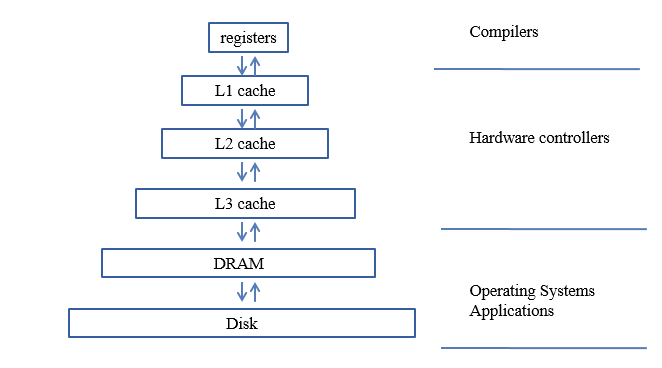 registers
Compilers
L1 cache
L2 cache
Hardware controllers
L3 cache
DRAM
Operating Systems
Applications
Disk